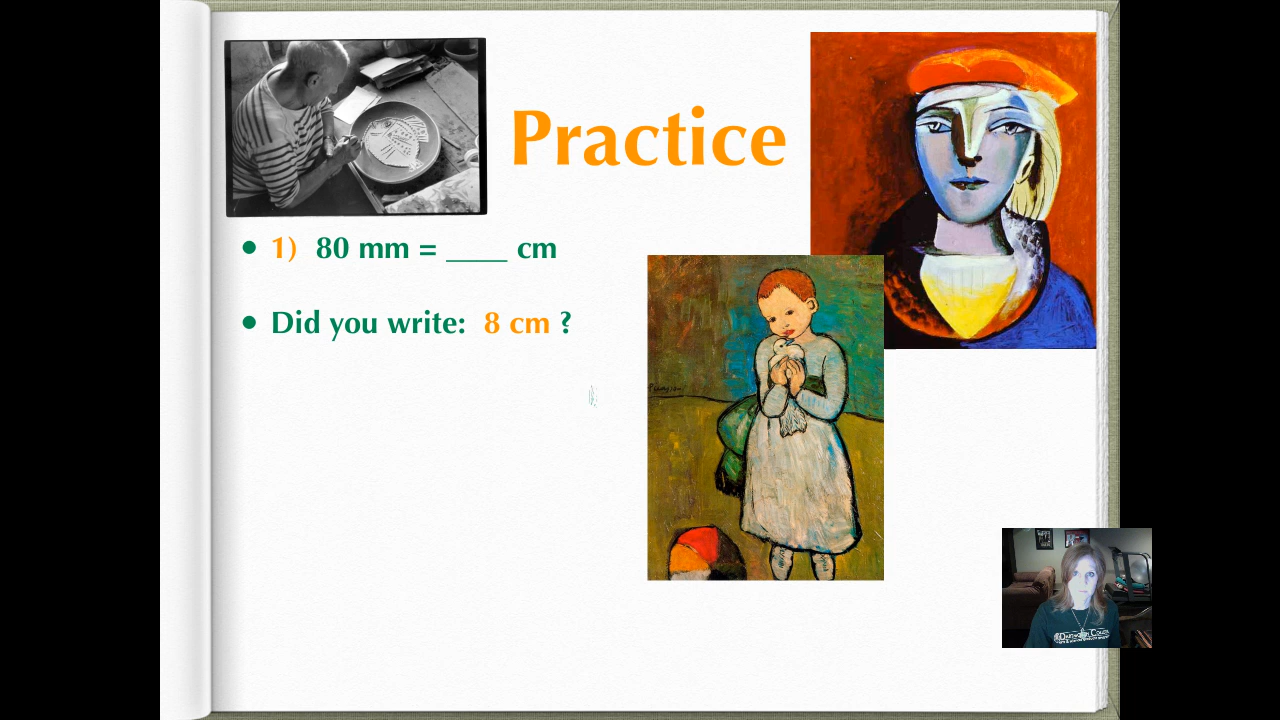 Practice
• 1) 80 mm = ____ cm
• Did you write: 8 cm ?